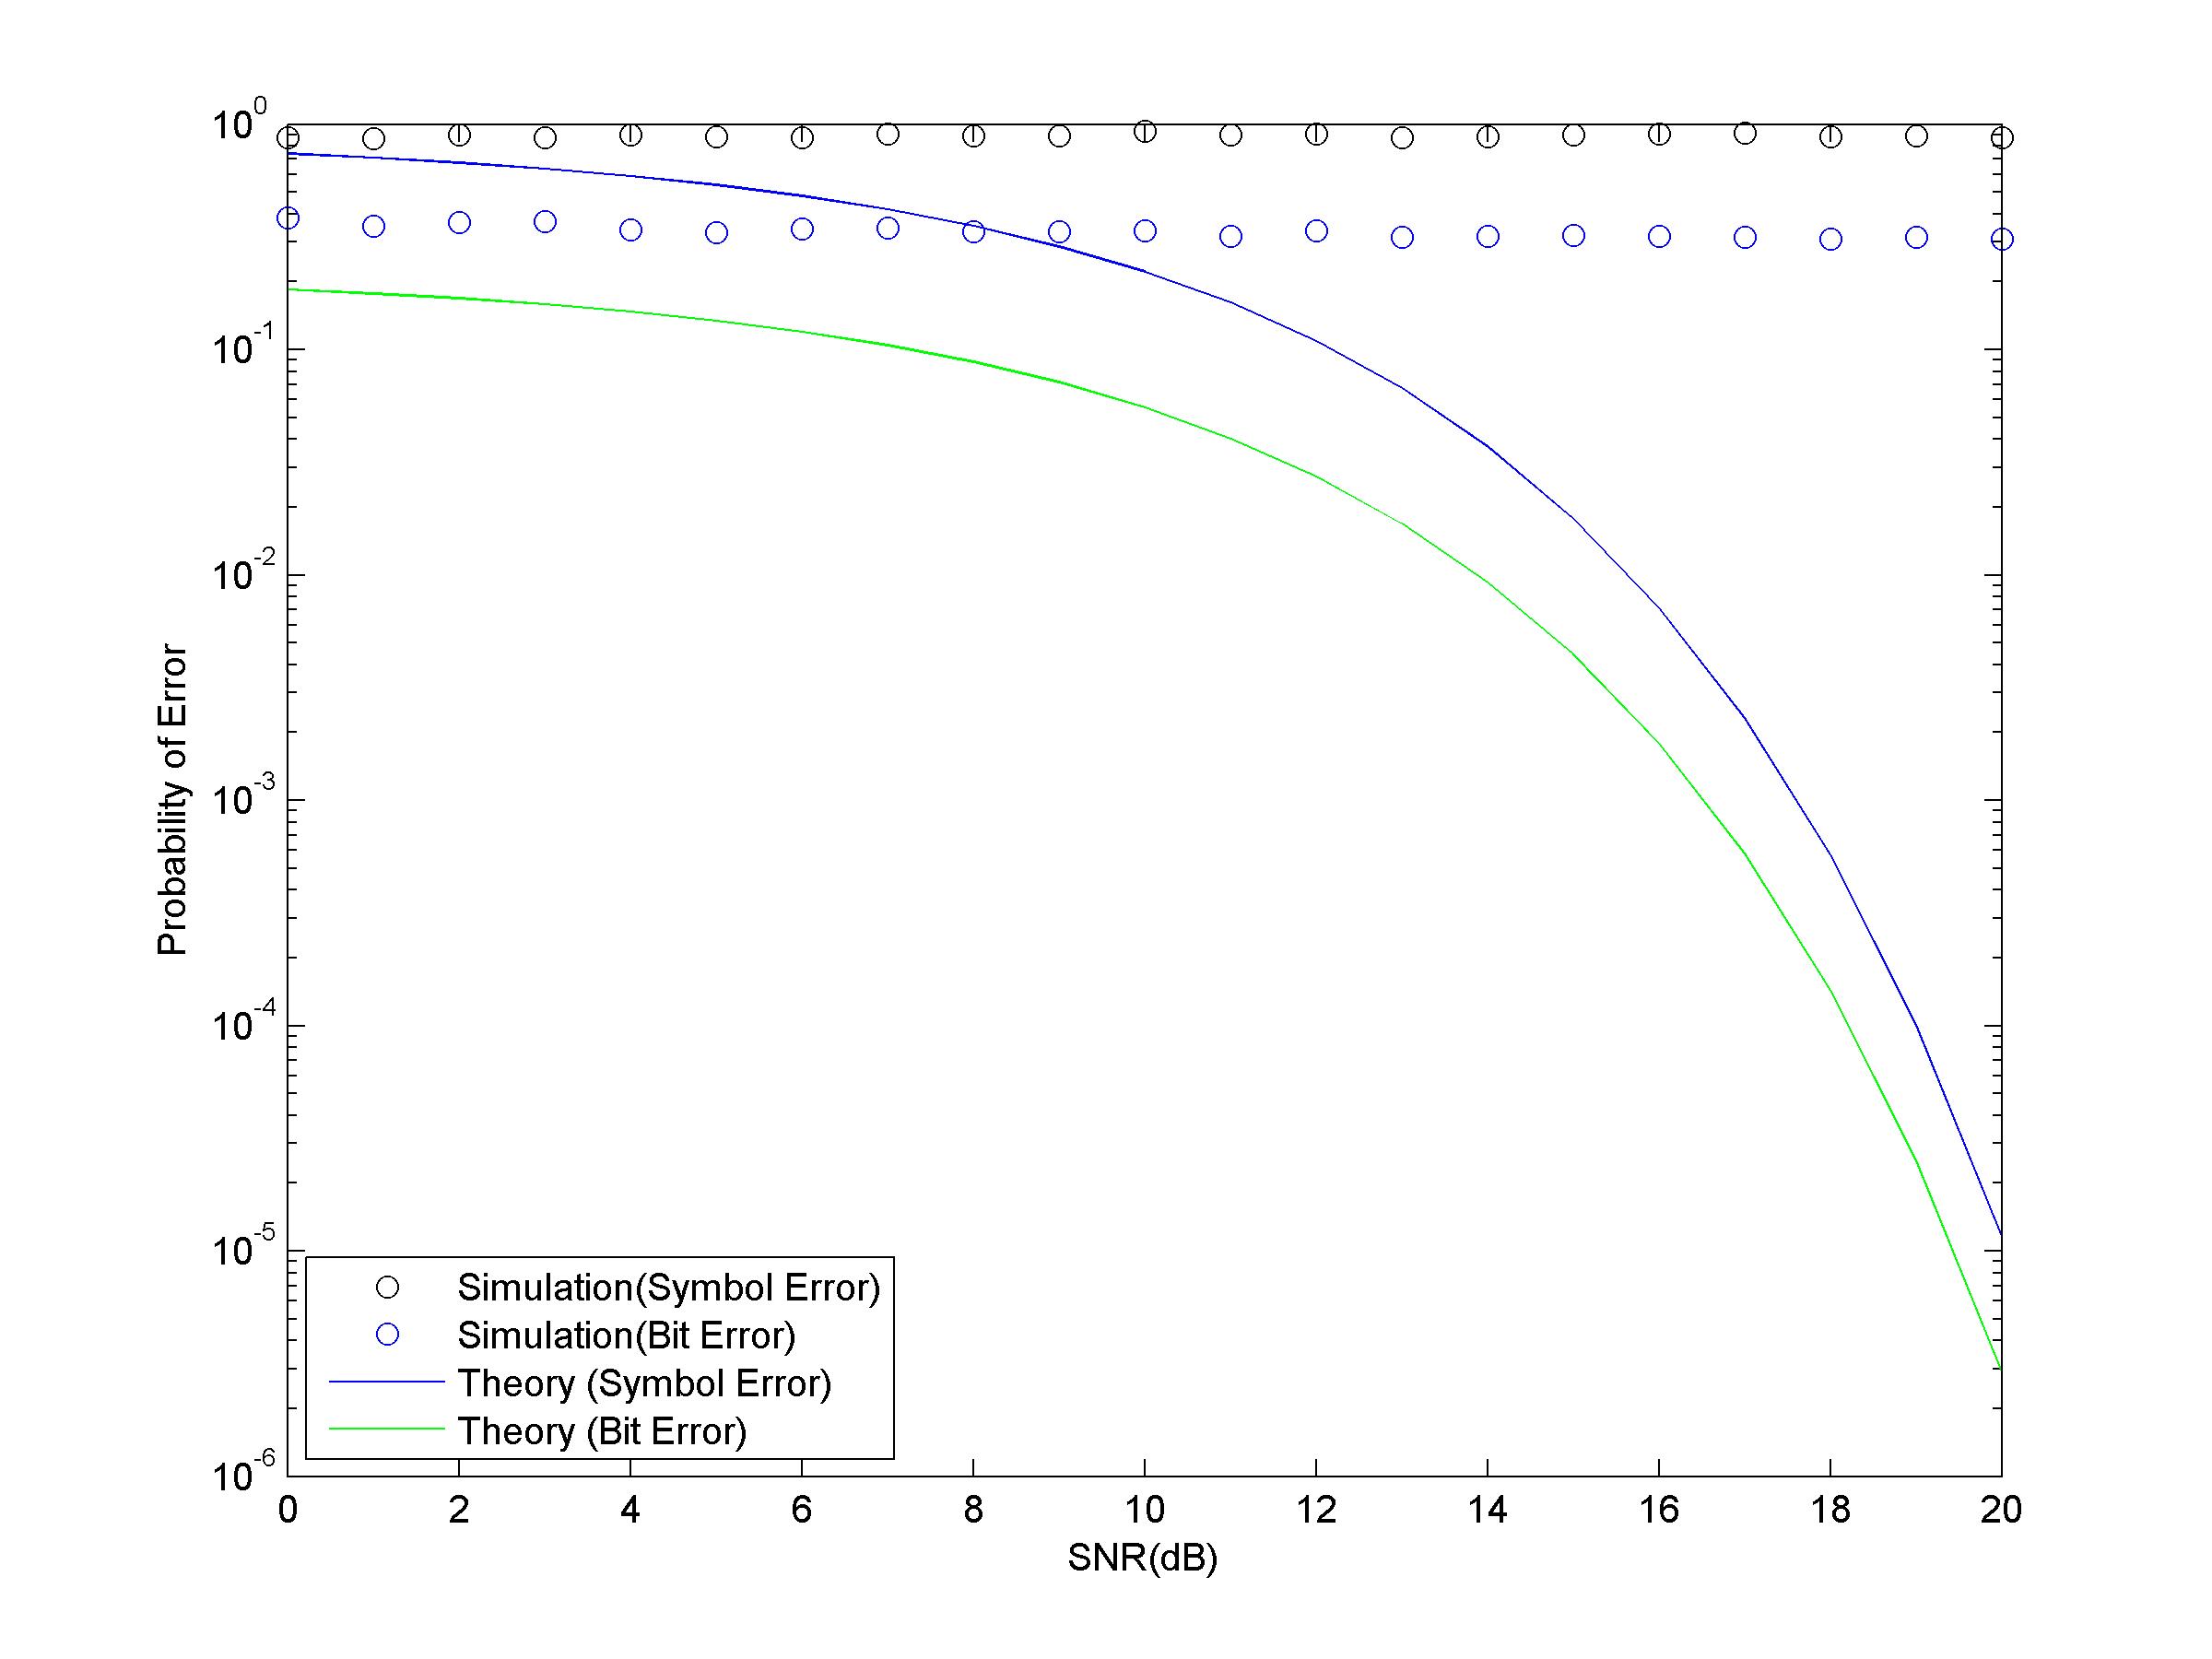 10^0
10^-1
10^-2
10^-3
10^-4
10^-5
10^-6
Probability of Error
Simulation(Symbol Error)
Simulation(Bit Error)
Theory (Symbol Error)
Theory (Bit Error)
0 2 4 6 8 10 12 14 16 18 20
SNR(dB)